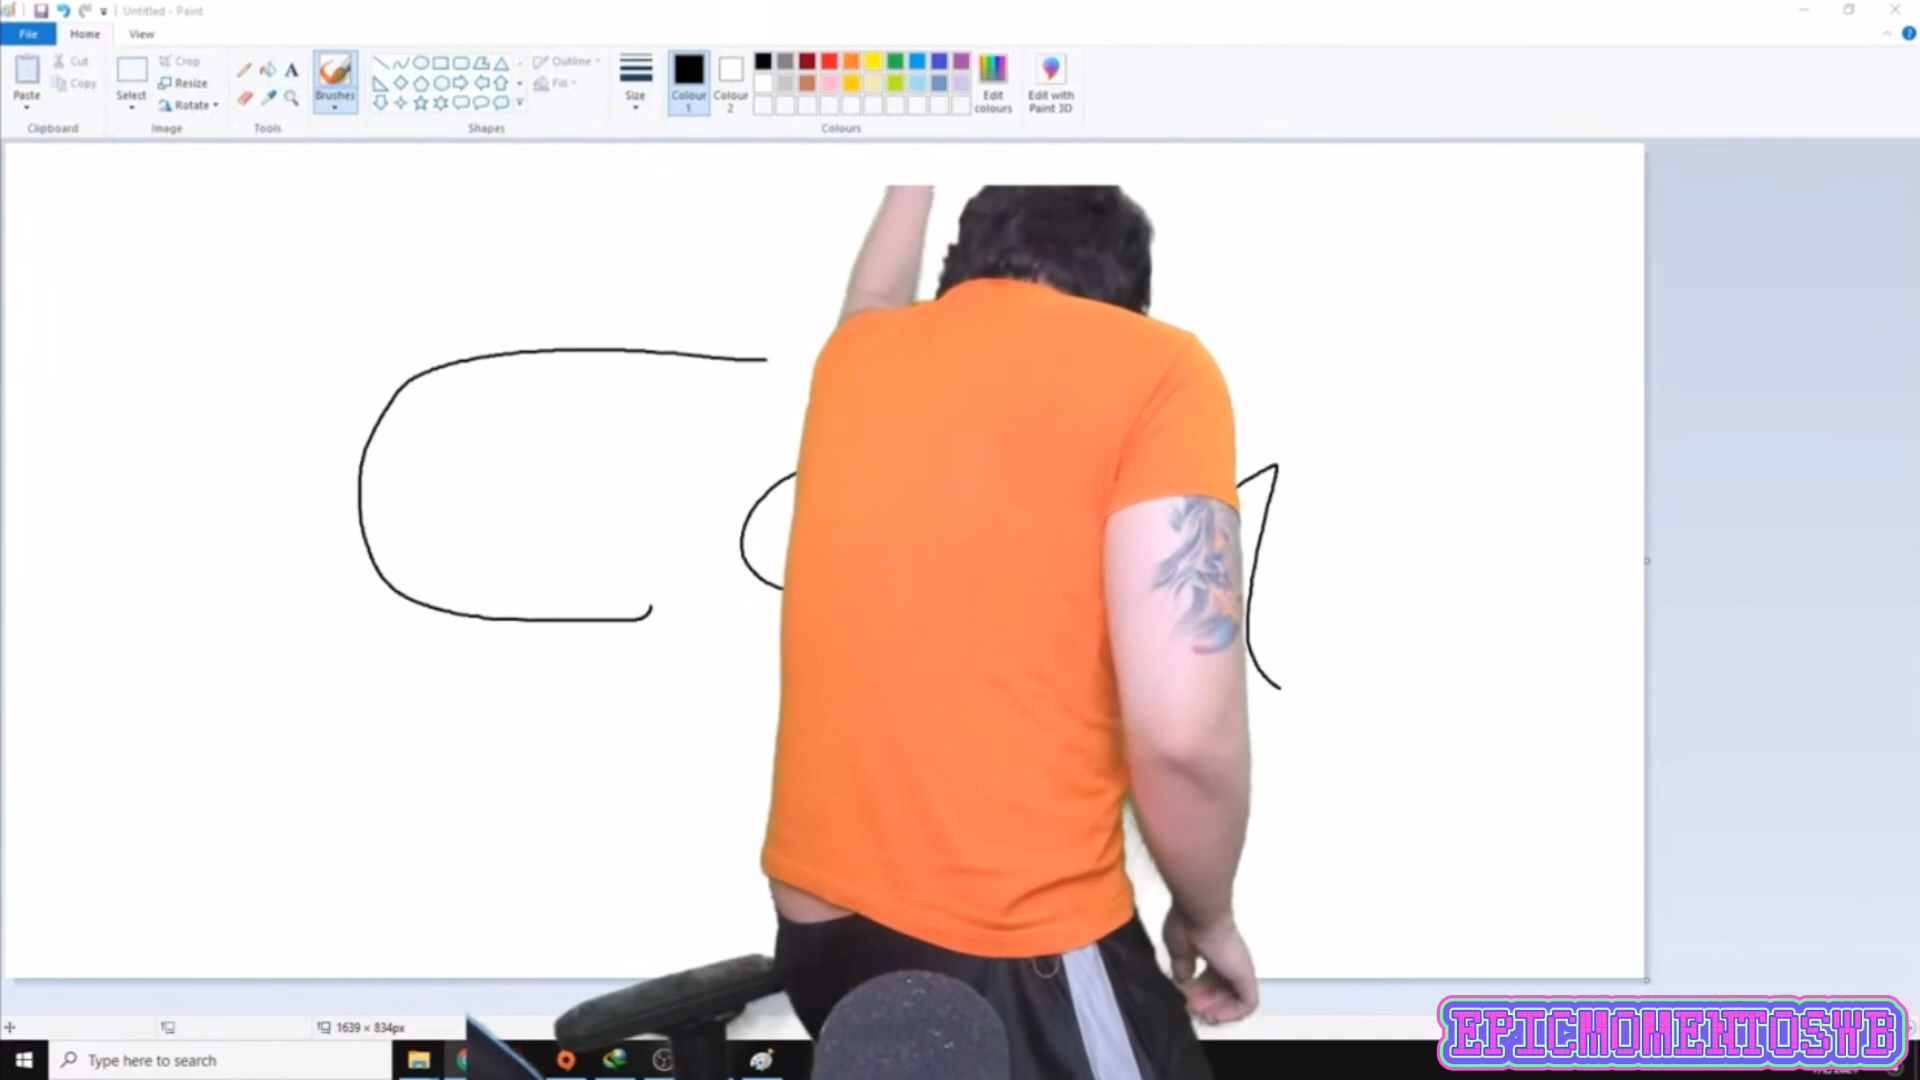 Untitled - Paint
File
Home
View
Paste
Cut
Copy
Clipboard
Select
Crop
Resize
Rotate
Image
A
Tools
Brushes
Outline
Fill
Shapes
Size
Colour
1
Colour
2
Edit
colours
Edit with
Paint 3D
Colours
1639 × 834px
Type here to search
EPICMOMENTOSWB